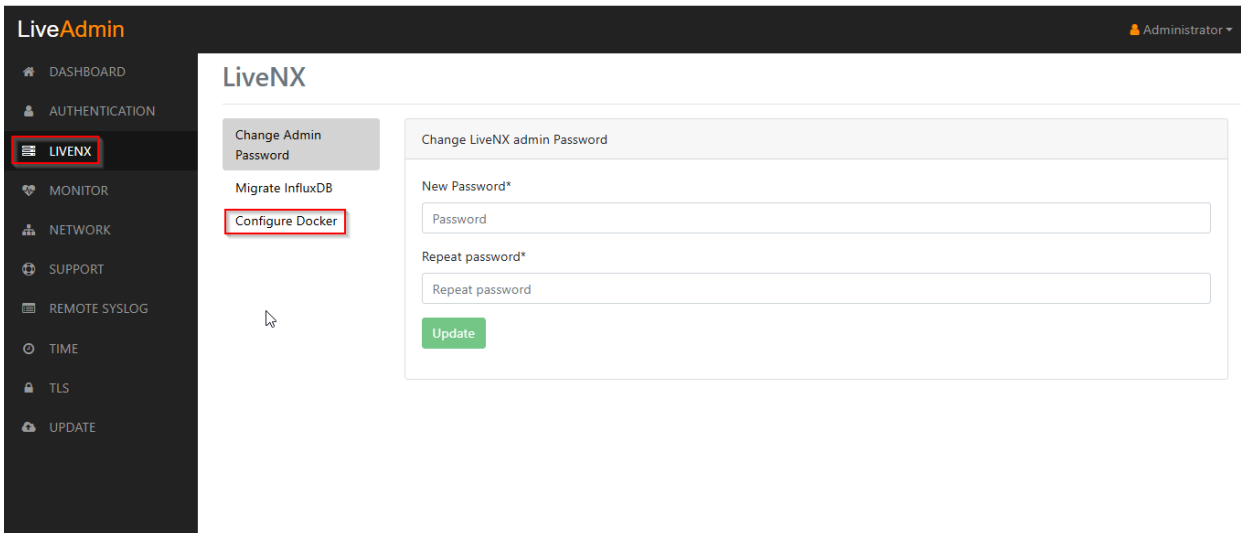 LiveAdmin
Administrator
DASHBOARD
AUTHENTICATION
LIVENX
MONITOR
NETWORK
SUPPORT
REMOTE SYSLOG
TIME
TLS
UPDATE
LiveNX
Change Admin
Password
Migrate InfluxDB
Configure Docker
Change LiveNX admin Password
New Password*
Password
Repeat password*
Repeat password
Update